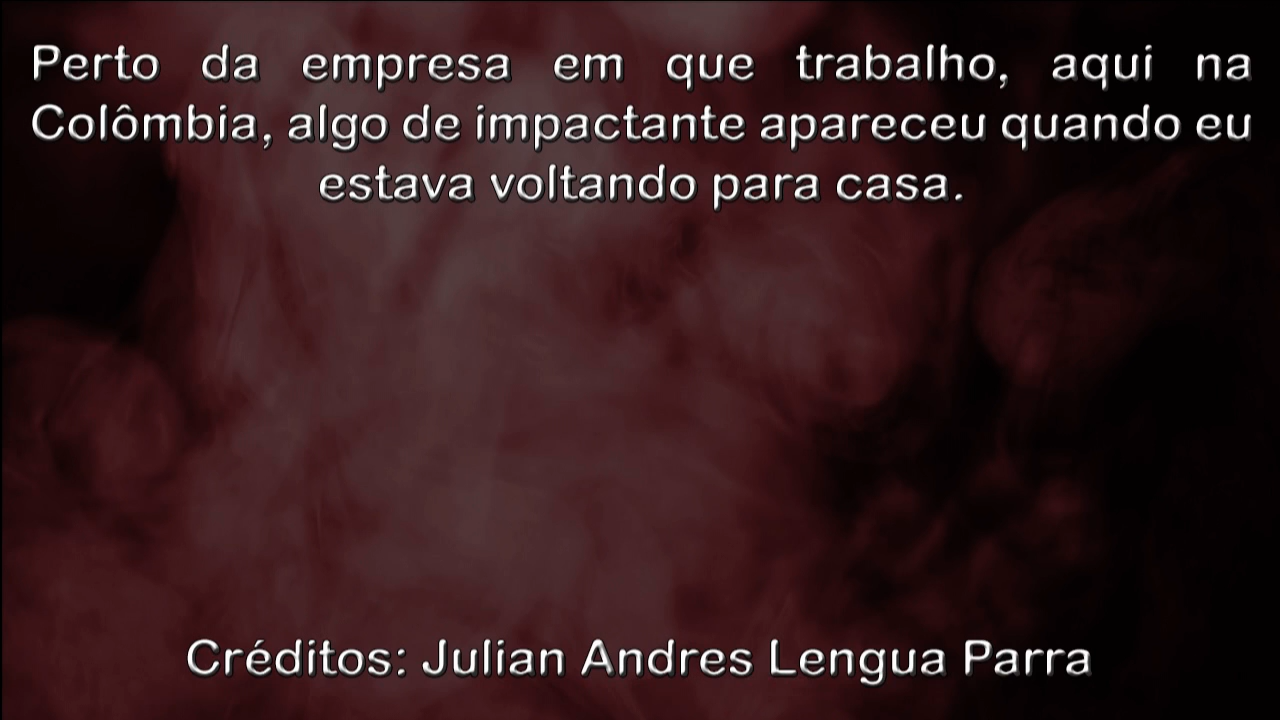 Perto da empresa em que trabalho, aqui na
Colômbia, algo de impactante apareceu quando eu
estava voltando para casa.
Créditos: Julian Andres Lengua Parra